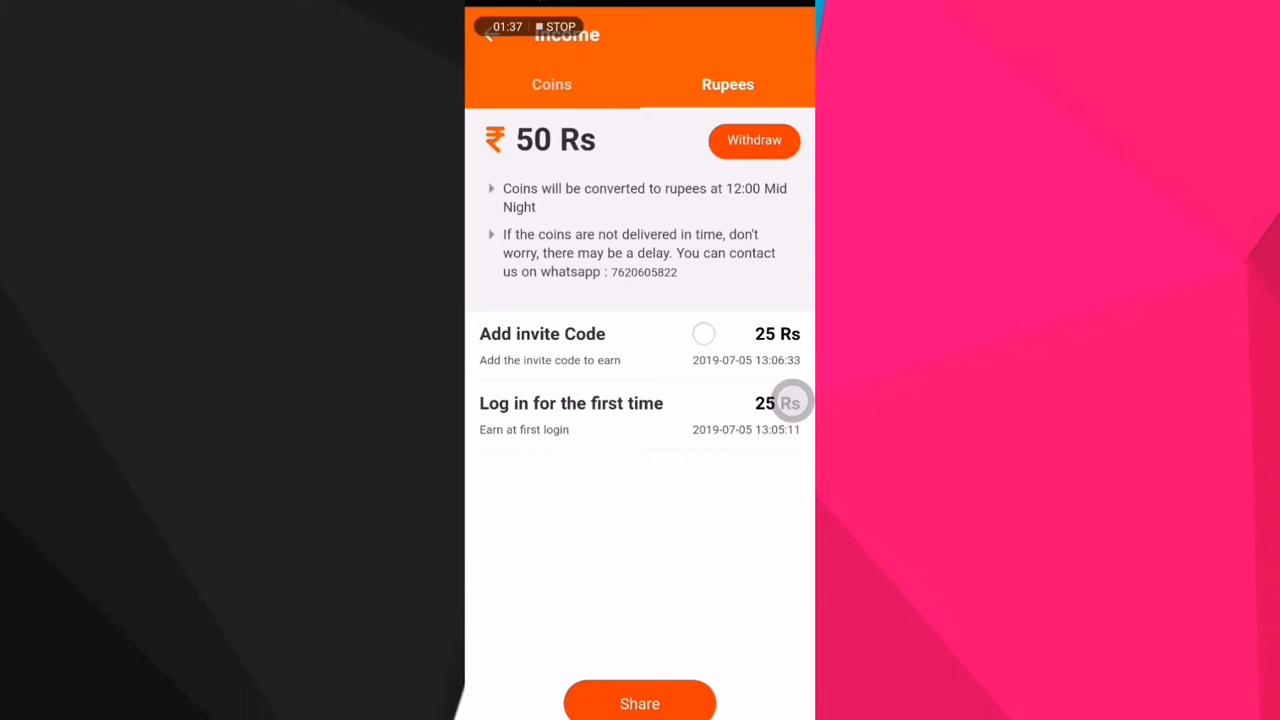 01:37 STOP
Income
Coins Rupees
₹ 50 Rs Withdraw
Coins will be converted to rupees at 12:00 Mid
Night
If the coins are not delivered in time, don't
worry, there may be a delay. You can contact
us on whatsapp : 7620605822
Add invite Code 25 Rs
Add the invite code to earn 2019-07-05 13:06:33
Log in for the first time 25 Rs
Earn at first login 2019-07-05 13:05:11
Share